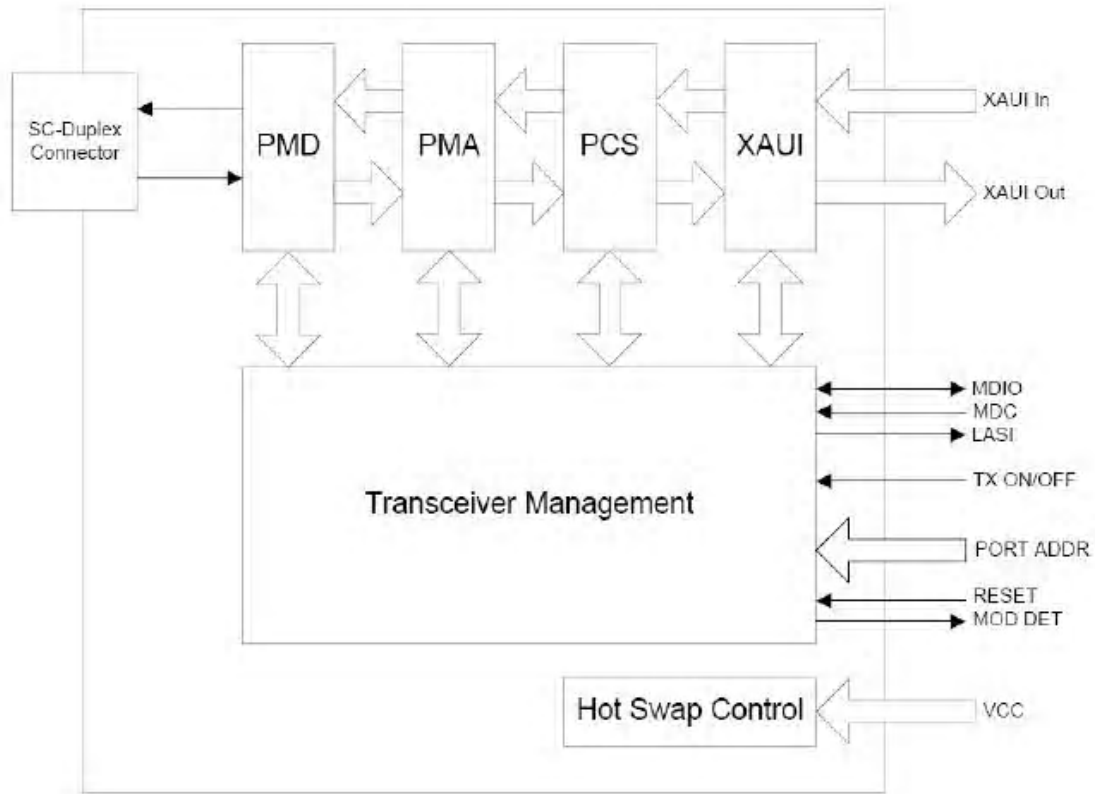 SC-Duplex
Connector
PMD
PMA
PCS
XAUI
XAUI In
XAUI Out
Transceiver Management
MDIO
MDC
LASI
TX ON/OFF
PORT ADDR
RESET
MOD DET
Hot Swap Control
VCC